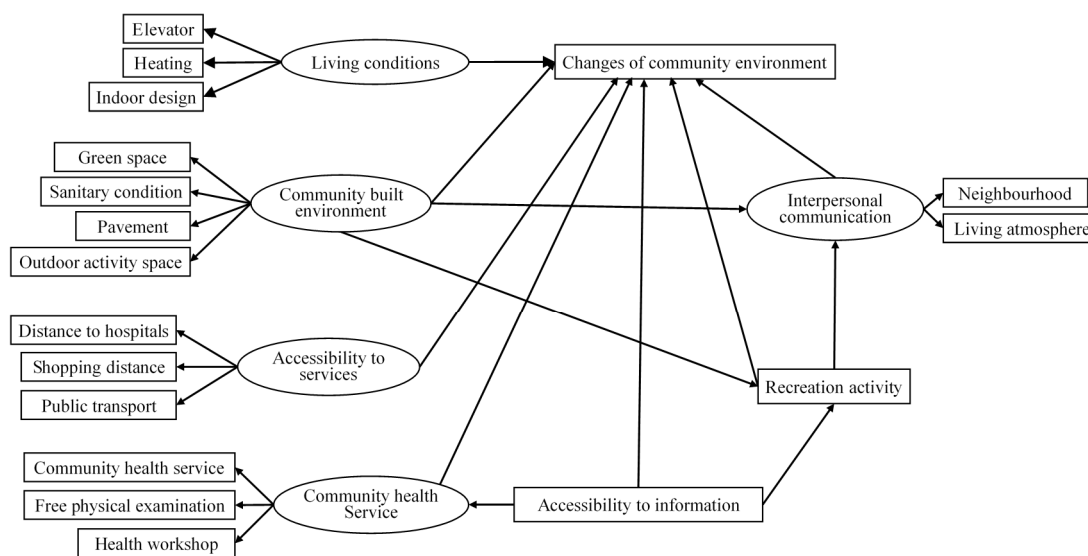 Elevator
Heating
Indoor design
Living conditions
Changes of community environment
Green space
Sanitary condition
Pavement
Outdoor activity space
Community built
environment
Interpersonal
communication
Neighbourhood
Living atmosphere
Distance to hospitals
Shopping distance
Public transport
Accessibility to
services
Recreation activity
Community health service
Free physical examination
Health workshop
Community health
Service
Accessibility to information